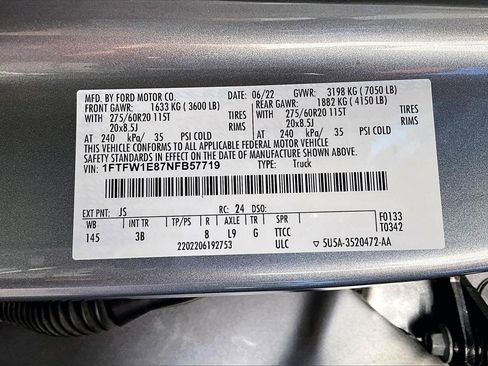 MFD. BY FORD MOTOR CO. DATE: 06/22 GVWR: 3198 KG ( 7050 LB)
FRONT GAWR: 1633 KG ( 3600 LB) REAR GAWR: 1882 KG ( 4150 LB)
WITH 275/60R20 115T TIRES WITH 275/60R20 115T TIRES
20x8.5J RIMS 20x8.5J RIMS
AT 240 kPa/ 35 PSI COLD AT 240 kPa/ 35 PSI COLD
THIS VEHICLE CONFORMS TO ALL APPLICABLE FEDERAL MOTOR VEHICLE
SAFETY STANDARDS IN EFFECT ON THE DATE OF MANUFACTURE SHOWN ABOVE.
VIN: 1FTFW1E87NFB57719 TYPE: Truck
EXT PNT: JS RC: 24 DSO: F0133
WB INT TR TP/PS R AXLE TR SPR T0342
145 3B 8 L9 G TTCC
2202206192753 ULC 5U5A-3520472-AA